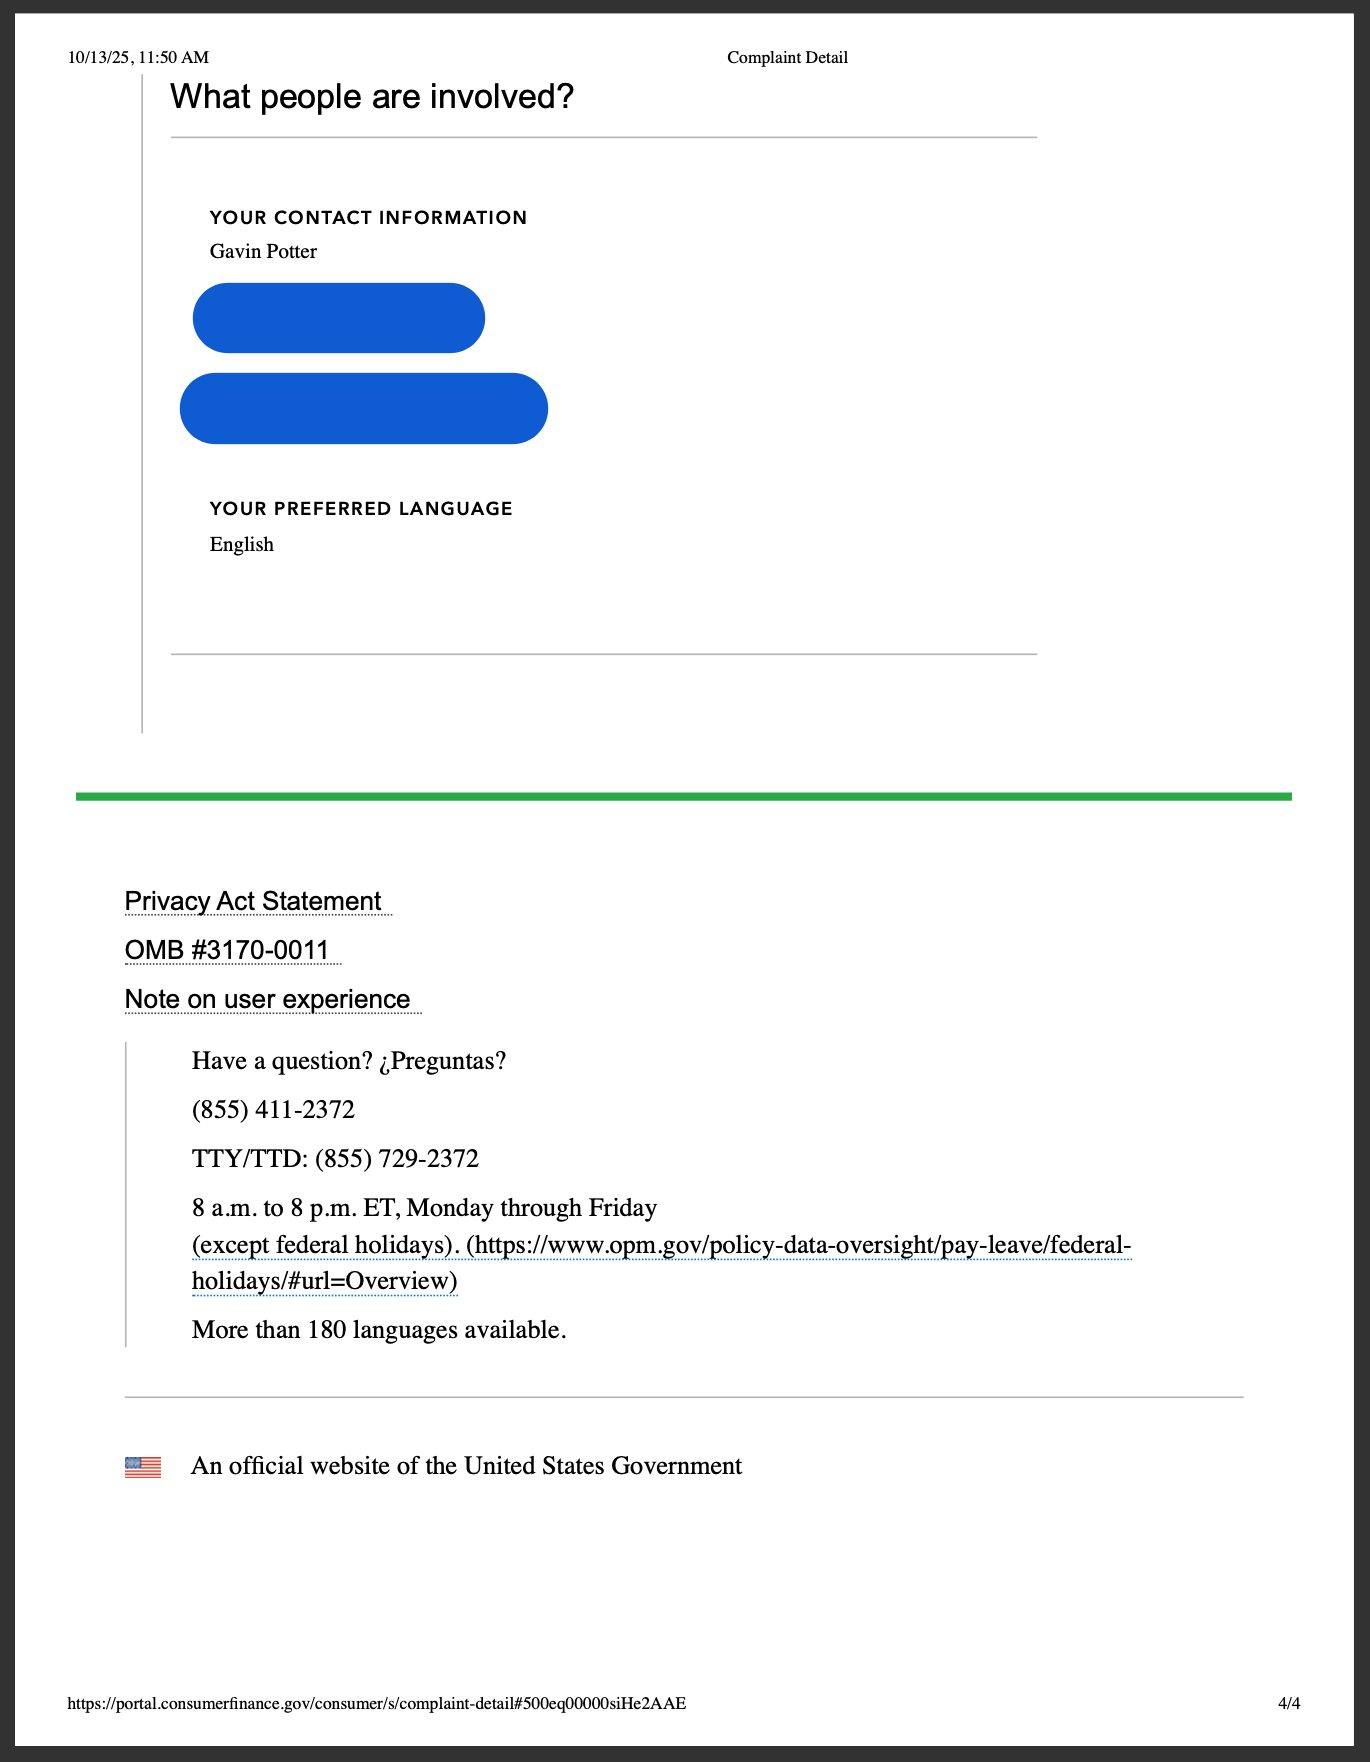 10/13/25, 11:50 AM
Complaint Detail
What people are involved?
YOUR CONTACT INFORMATION
Gavin Potter
YOUR PREFERRED LANGUAGE
English
Privacy Act Statement
OMB #3170-0011
Note on user experience
Have a question? ¿Preguntas?
(855) 411-2372
TTY/TTD: (855) 729-2372
8 a.m. to 8 p.m. ET, Monday through Friday
(except federal holidays). (https://www.opm.gov/policy-data-oversight/pay-leave/federal-
holidays/#url=Overview)
More than 180 languages available.
An official website of the United States Government
https://portal.consumerfinance.gov/consumer/s/complaint-detail#500eq00000siHe2AAE
4/4